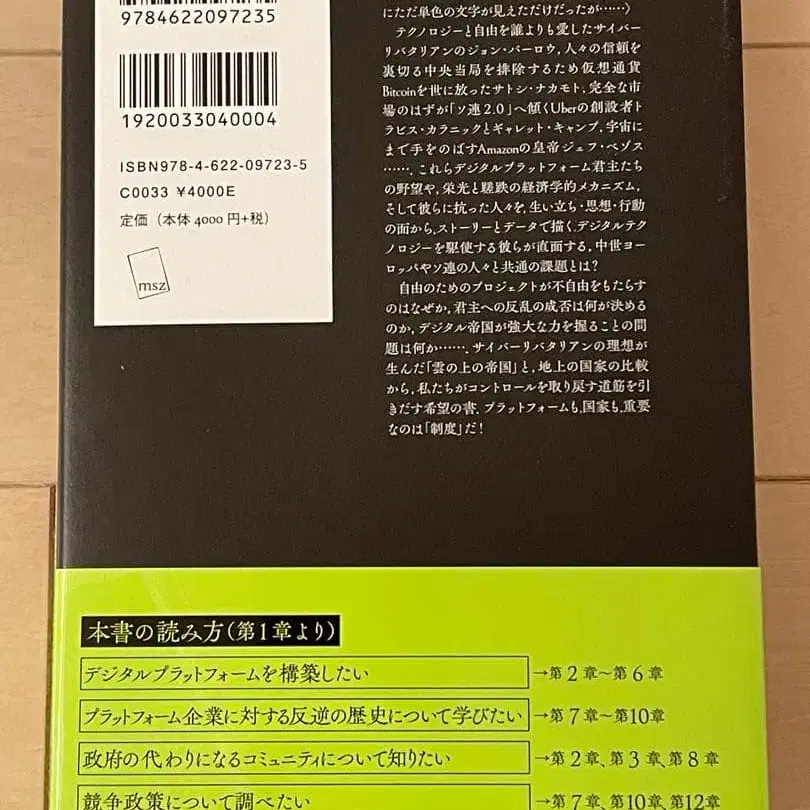 9784622097235
1920033040004
ISBN978-4-622-09723-5
C0033 ¥4000E
定価（本体 4000 円+税）
msz
にただ単色の文字が見えただけだったが……〉
テクノロジーと自由を誰よりも愛したサイバー
リバタリアンのジョン・バーロウ，人々の信頼を
裏切る中央当局を排除するため仮想通貨
Bitcoinを世に放ったサトシ・ナカモト，完全な市
場のはずが「ソ連2.0」へ傾くUberの創設者ト
ラビス・カラニックとギャレット・キャンプ，宇宙に
まで手をのばすAmazonの皇帝ジェフ・ベゾス
……．これらデジタルプラットフォーム君主たち
の野望や，栄光と蹉跌の経済学的メカニズム，
そして彼らに抗った人々を，生い立ち・思想・行動
の面から，ストーリーとデータで描く．デジタルテク
ノロジーを駆使する彼らが直面する，中世ヨー
ロッパやソ連の人々と共通の課題とは？
自由のためのプロジェクトが不自由をもたらす
のはなぜか，君主への反乱の成否は何が決める
のか，デジタル帝国が強大な力を握ることの問
題は何か……．サイバーリバタリアンの理想が
生んだ「雲の上の帝国」と，地上の国家の比較
から，私たちがコントロールを取り戻す道筋を引
きだす希望の書．プラットフォームも，国家も，重要
なのは「制度」だ！
本書の読み方（第1章より）
デジタルプラットフォームを構築したい →第2章〜第6章
プラットフォーム企業に対する反逆の歴史について学びたい →第7章〜第10章
政府の代わりになるコミュニティについて知りたい →第2章、第3章、第8章
競争政策について調べたい →第7章、第10章、第12章